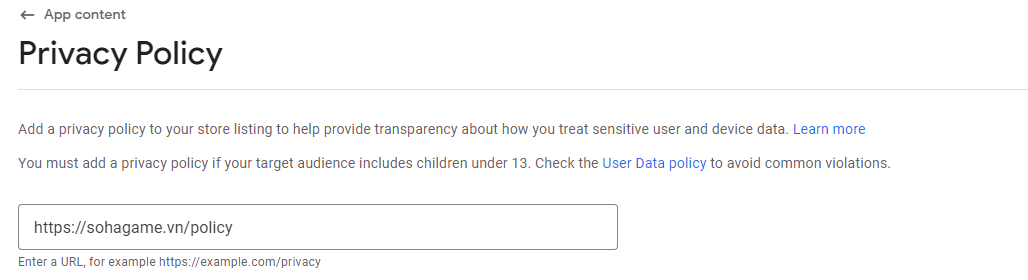 ← App content
Privacy Policy
Add a privacy policy to your store listing to help provide transparency about how you treat sensitive user and device data. Learn more
You must add a privacy policy if your target audience includes children under 13. Check the User Data policy to avoid common violations.
https://sohagame.vn/policy
Enter a URL, for example https://example.com/privacy